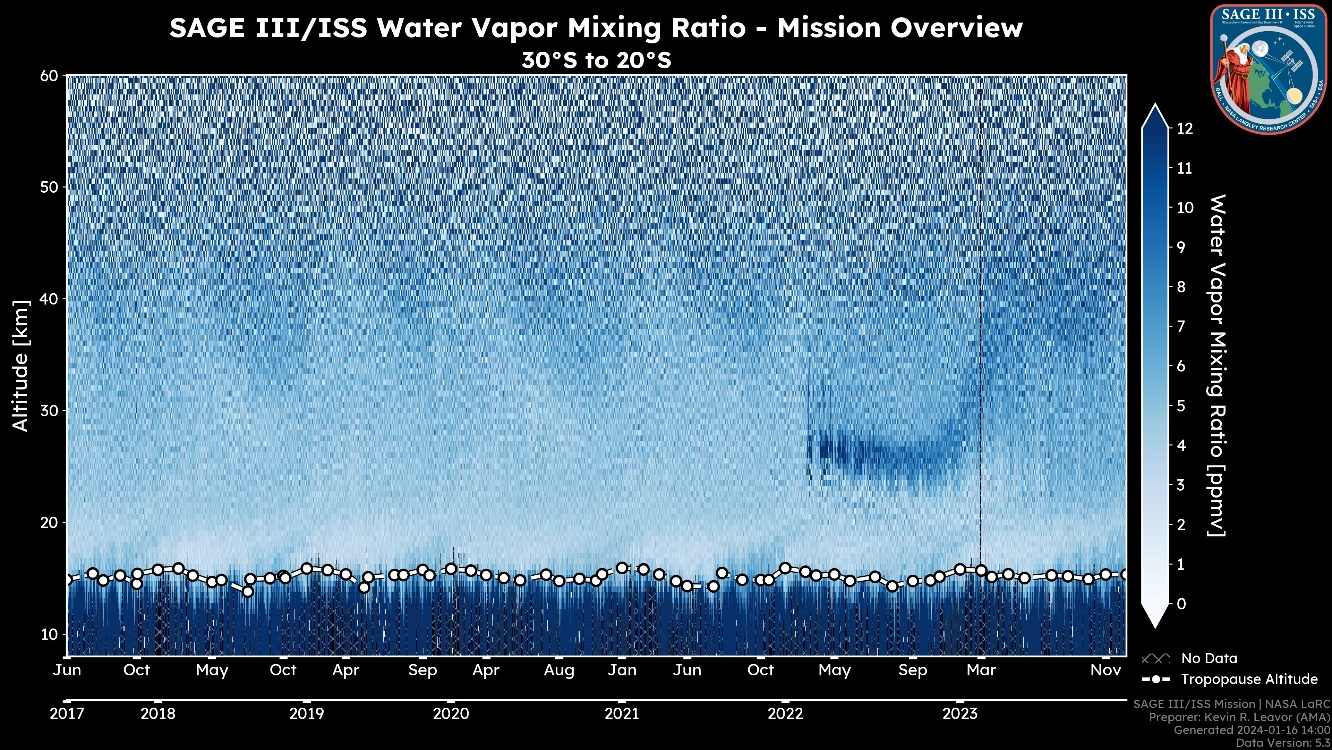 SAGE III/ISS Water Vapor Mixing Ratio - Mission Overview
30°S to 20°S
SAGE III · ISS
NASA LANGLEY RESEARCH CENTER
60
50
40
30
20
10
Altitude [km]
Jun Oct May Oct Apr Sep Apr Aug Jan Jun Oct May Sep Mar Nov
2017 2018 2019 2020 2021 2022 2023
12
11
10
9
8
7
6
5
4
3
2
1
0
Water Vapor Mixing Ratio [ppmv]
No Data
Tropopause Altitude
SAGE III/ISS Mission | NASA LaRC
Preparer: Kevin R. Leavor (AMA)
Generated 2024-01-16 14:00
Data Version: 5.3